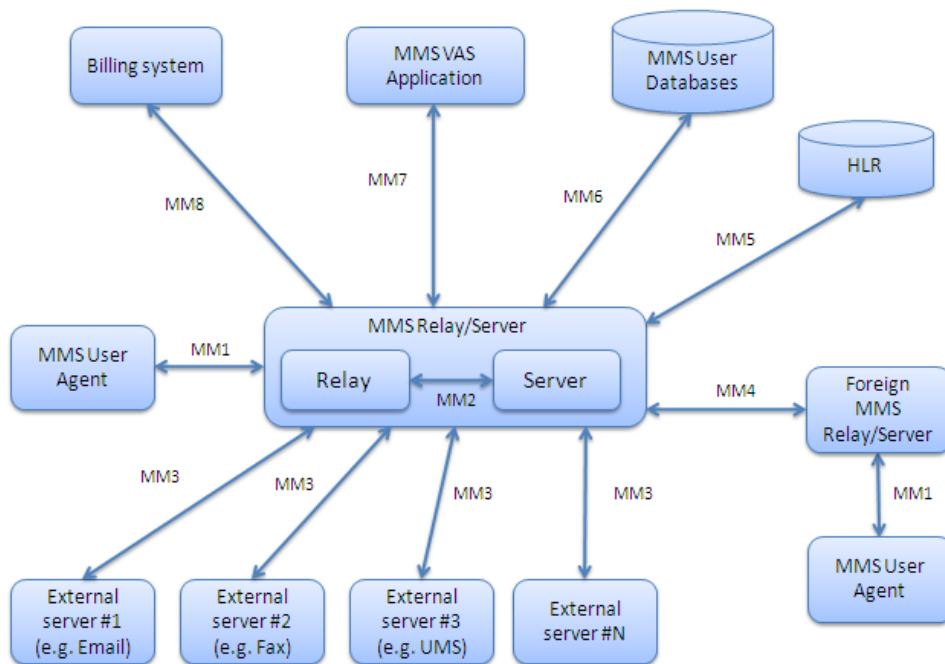 Billing system
MMS VAS
Application
MMS User
Databases
HLR
MM8
MM7
MM6
MM5
MMS Relay/Server
MMS User
Agent
MM1
Relay
Server
MM2
MM4
Foreign
MMS
Relay/Server
MM3
MM3
MM3
MM3
MM1
External
server #1
(e.g. Email)
External
server #2
(e.g. Fax)
External
server #3
(e.g. UMS)
External
server #N
MMS User
Agent